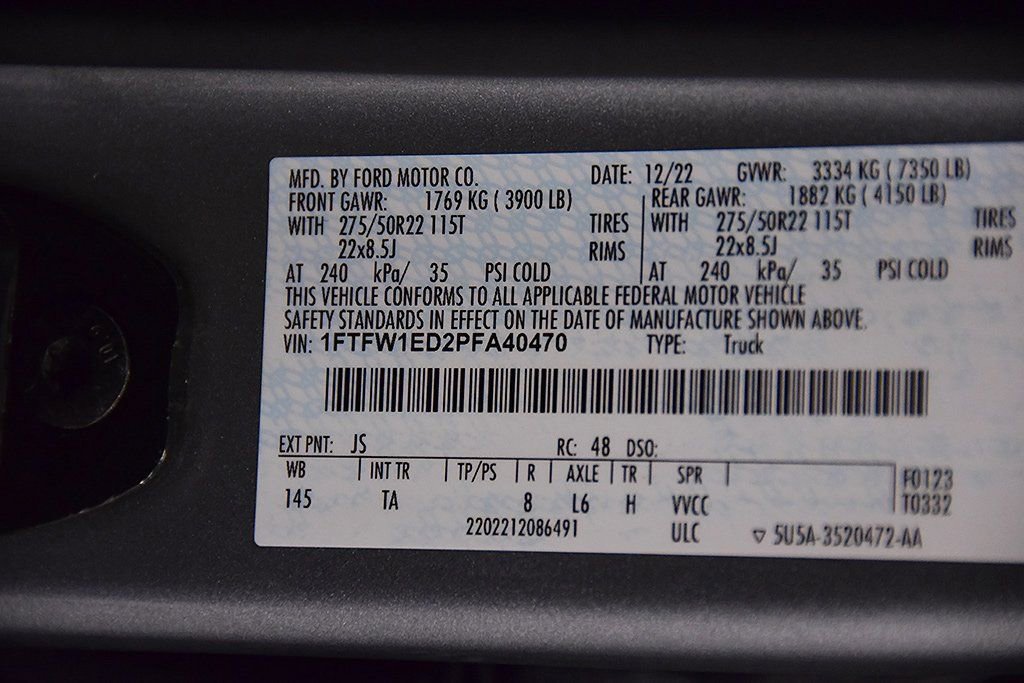 MFD. BY FORD MOTOR CO. DATE: 12/22 GVWR: 3334 KG ( 7350 LB)
FRONT GAWR: 1769 KG ( 3900 LB) REAR GAWR: 1882 KG ( 4150 LB)
WITH 275/50R22 115T TIRES WITH 275/50R22 115T TIRES
22x8.5J RIMS 22x8.5J RIMS
AT 240 kPa/ 35 PSI COLD AT 240 kPa/ 35 PSI COLD
THIS VEHICLE CONFORMS TO ALL APPLICABLE FEDERAL MOTOR VEHICLE
SAFETY STANDARDS IN EFFECT ON THE DATE OF MANUFACTURE SHOWN ABOVE.
VIN: 1FTFW1ED2PFA40470 TYPE: Truck
EXT PNT: JS RC: 48 DSO:
WB INT TR TP/PS R AXLE TR SPR F0123
145 TA 8 L6 H VVCC T0332
2202212086491 ULC ▽ 5U5A-3520472-AA